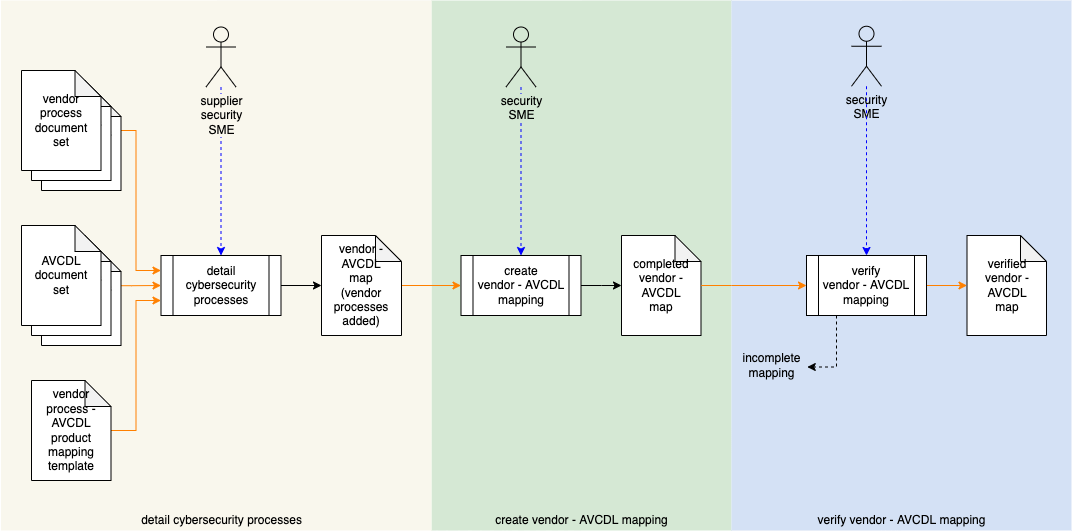 supplier
security
SME
security
SME
security
SME
vendor
process
document
set
AVCDL
document
set
vendor
process -
AVCDL
product
mapping
template
detail
cybersecurity
processes
vendor -
AVCDL
map
(vendor
processes
added)
create
vendor - AVCDL
mapping
completed
vendor -
AVCDL
map
verify
vendor - AVCDL
mapping
verified
vendor -
AVCDL
map
incomplete
mapping
detail cybersecurity processes
create vendor - AVCDL mapping
verify vendor - AVCDL mapping